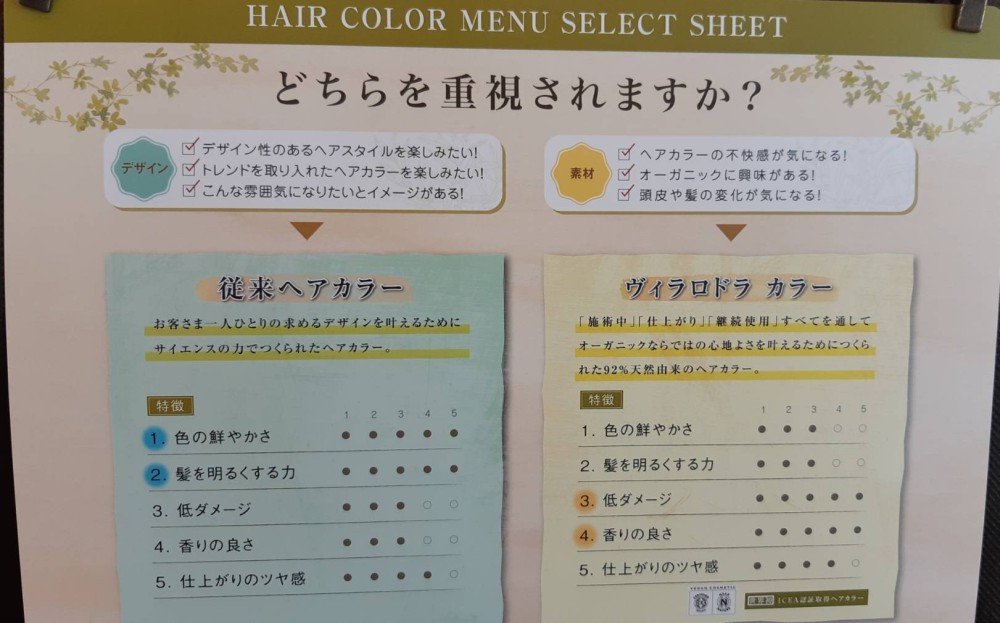 HAIR COLOR MENU SELECT SHEET
どちらを重視されますか？
デザイン
デザイン性のあるヘアスタイルを楽しみたい!
トレンドを取り入れたヘアカラーを楽しみたい!
こんな雰囲気になりたいとイメージがある!
素材
ヘアカラーの不快感が気になる!
オーガニックに興味がある!
頭皮や髪の変化が気になる!
従来ヘアカラー
お客さま一人ひとりの求めるデザインを叶えるために
サイエンスの力でつくられたヘアカラー。
特徴
1 2 3 4 5
1. 色の鮮やかさ ● ● ● ● ●
2. 髪を明るくする力 ● ● ● ● ●
3. 低ダメージ ● ● ● ○ ○
4. 香りの良さ ● ● ● ○ ○
5. 仕上がりのツヤ感 ● ● ● ● ○
ヴィラロドラ カラー
「施術中」「仕上がり」「継続使用」すべてを通して
オーガニックならではの心地よさを叶えるためにつくら
れた92%天然由来のヘアカラー。
特徴
1 2 3 4 5
1. 色の鮮やかさ ● ● ● ○ ○
2. 髪を明るくする力 ● ● ● ○ ○
3. 低ダメージ ● ● ● ● ●
4. 香りの良さ ● ● ● ● ●
5. 仕上がりのツヤ感 ● ● ● ● ○
世界初 ICEA認証取得ヘアカラー